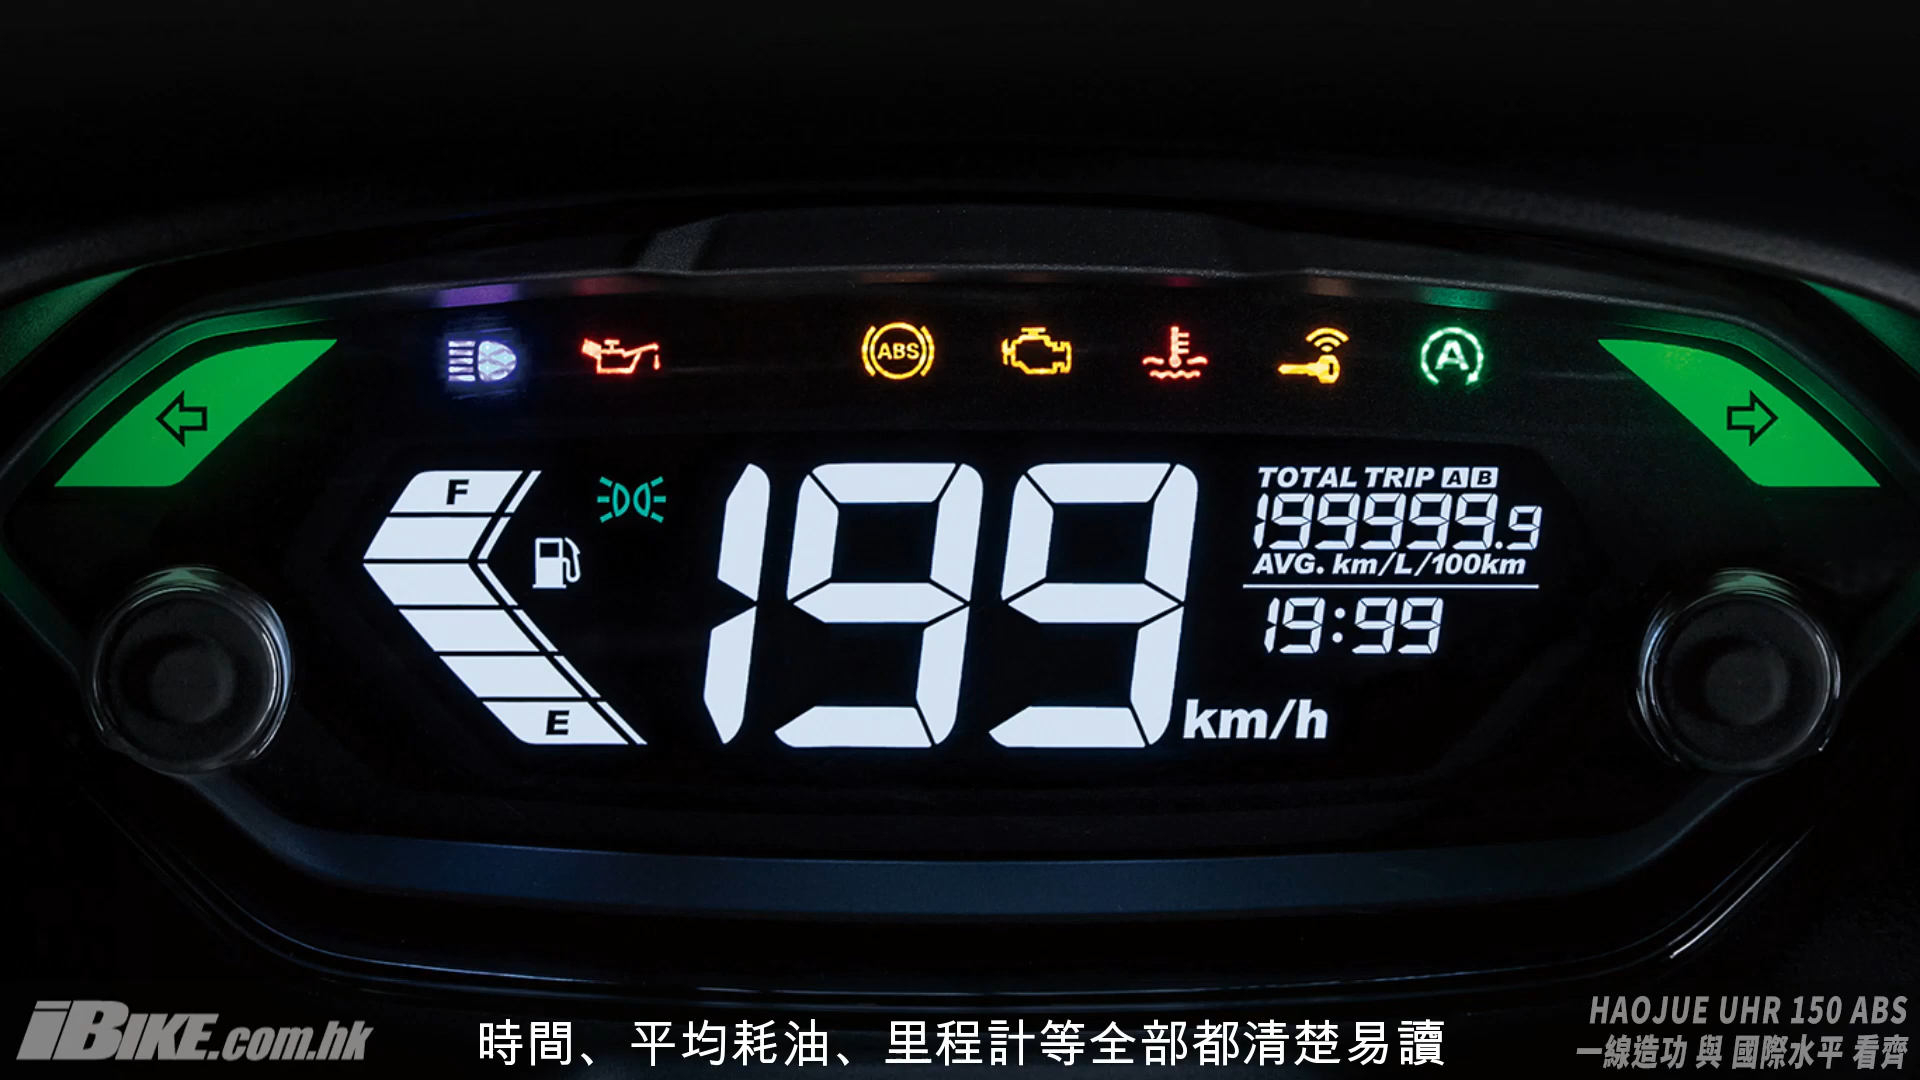 ABS
A
F
TOTAL TRIP A B
199999.9
AVG. km/L/100km
199
19:99
E
km/h
iBIKE.com.hk
時間、平均耗油、里程計等全部都清楚易讀
HAOJUE UHR 150 ABS
一線造功 與 國際水平 看齊